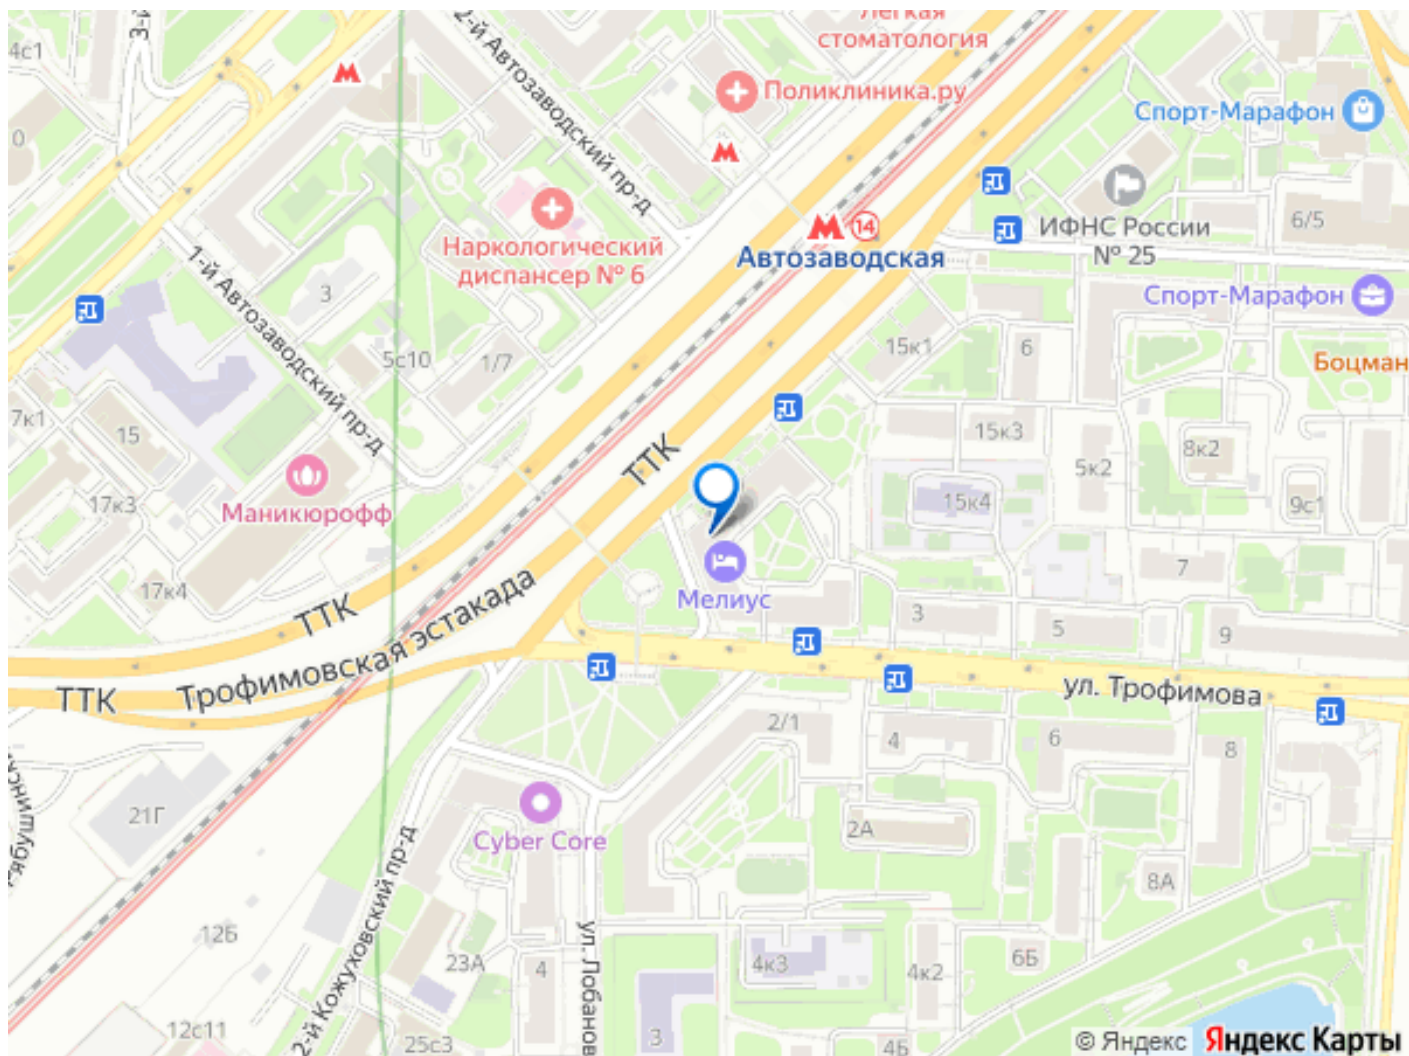 Лёгкая
стоматология
4с1
2-й Автозаводский пр-д
Поликлиника.ру
Спорт-Марафон
0
ИФНС России
№ 25
6/5
14
Автозаводская
Наркологический
диспансер № 6
1-й Автозаводский пр-д
3
Спорт-Марафон
5с10
1/7
15к1
6
Боцман
7к1
15
15к3
8к2
5к2
ТТК
17к3
Маникюрофф
15к4
9с1
17к4
7
Мелиус
ТТК
3
5
9
Трофимовская эстакада
ТТК
ул. Трофимова
2/1
4
6
8
21Г
Cyber Core
2А
8А
2-й Кожуховский пр-д
12Б
23А
4
ул. Лобанов
4к3
4к2
6Б
12с11
25с3
3
4Б
© Яндекс
Яндекс Карты